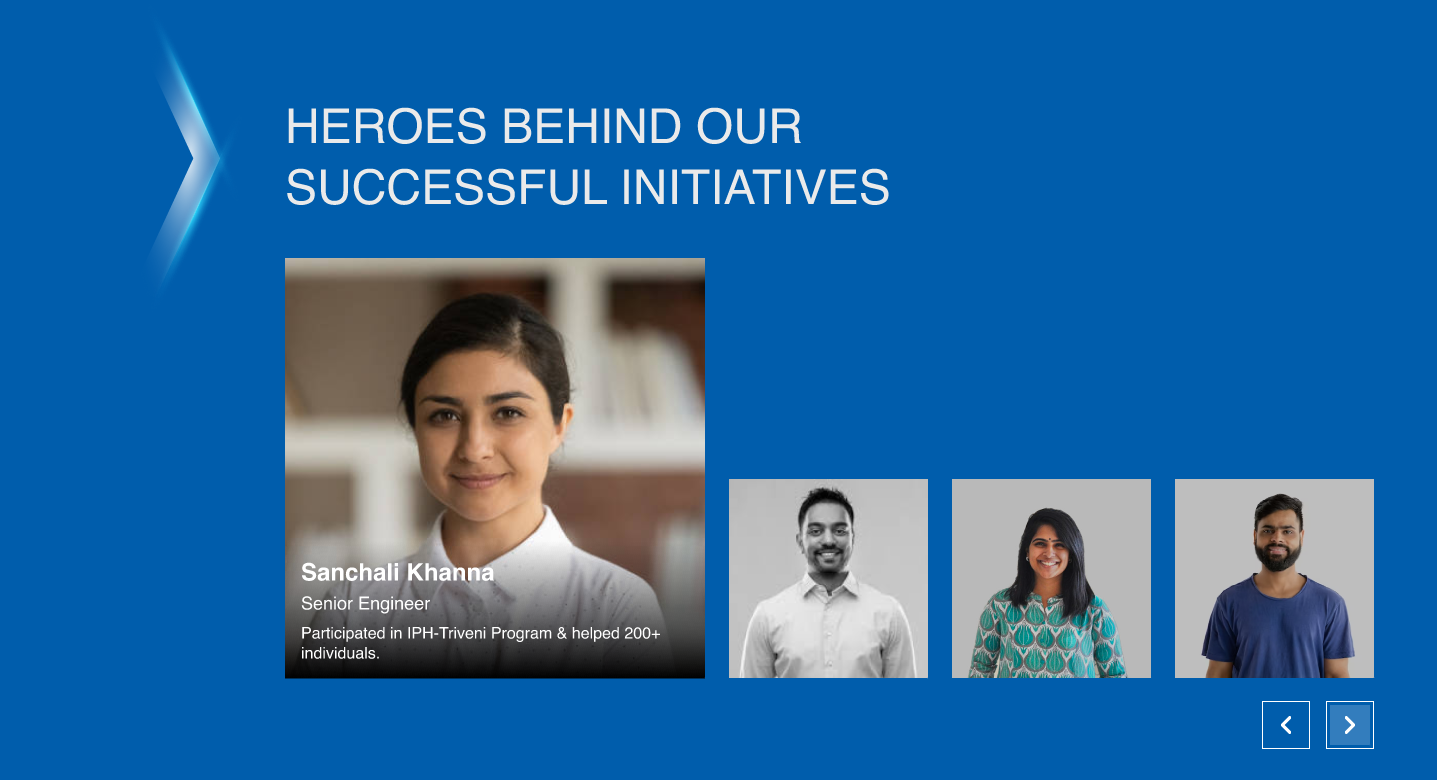 HEROES BEHIND OUR
SUCCESSFUL INITIATIVES
Sanchali Khanna
Senior Engineer
Participated in IPH-Triveni Program & helped 200+
individuals.